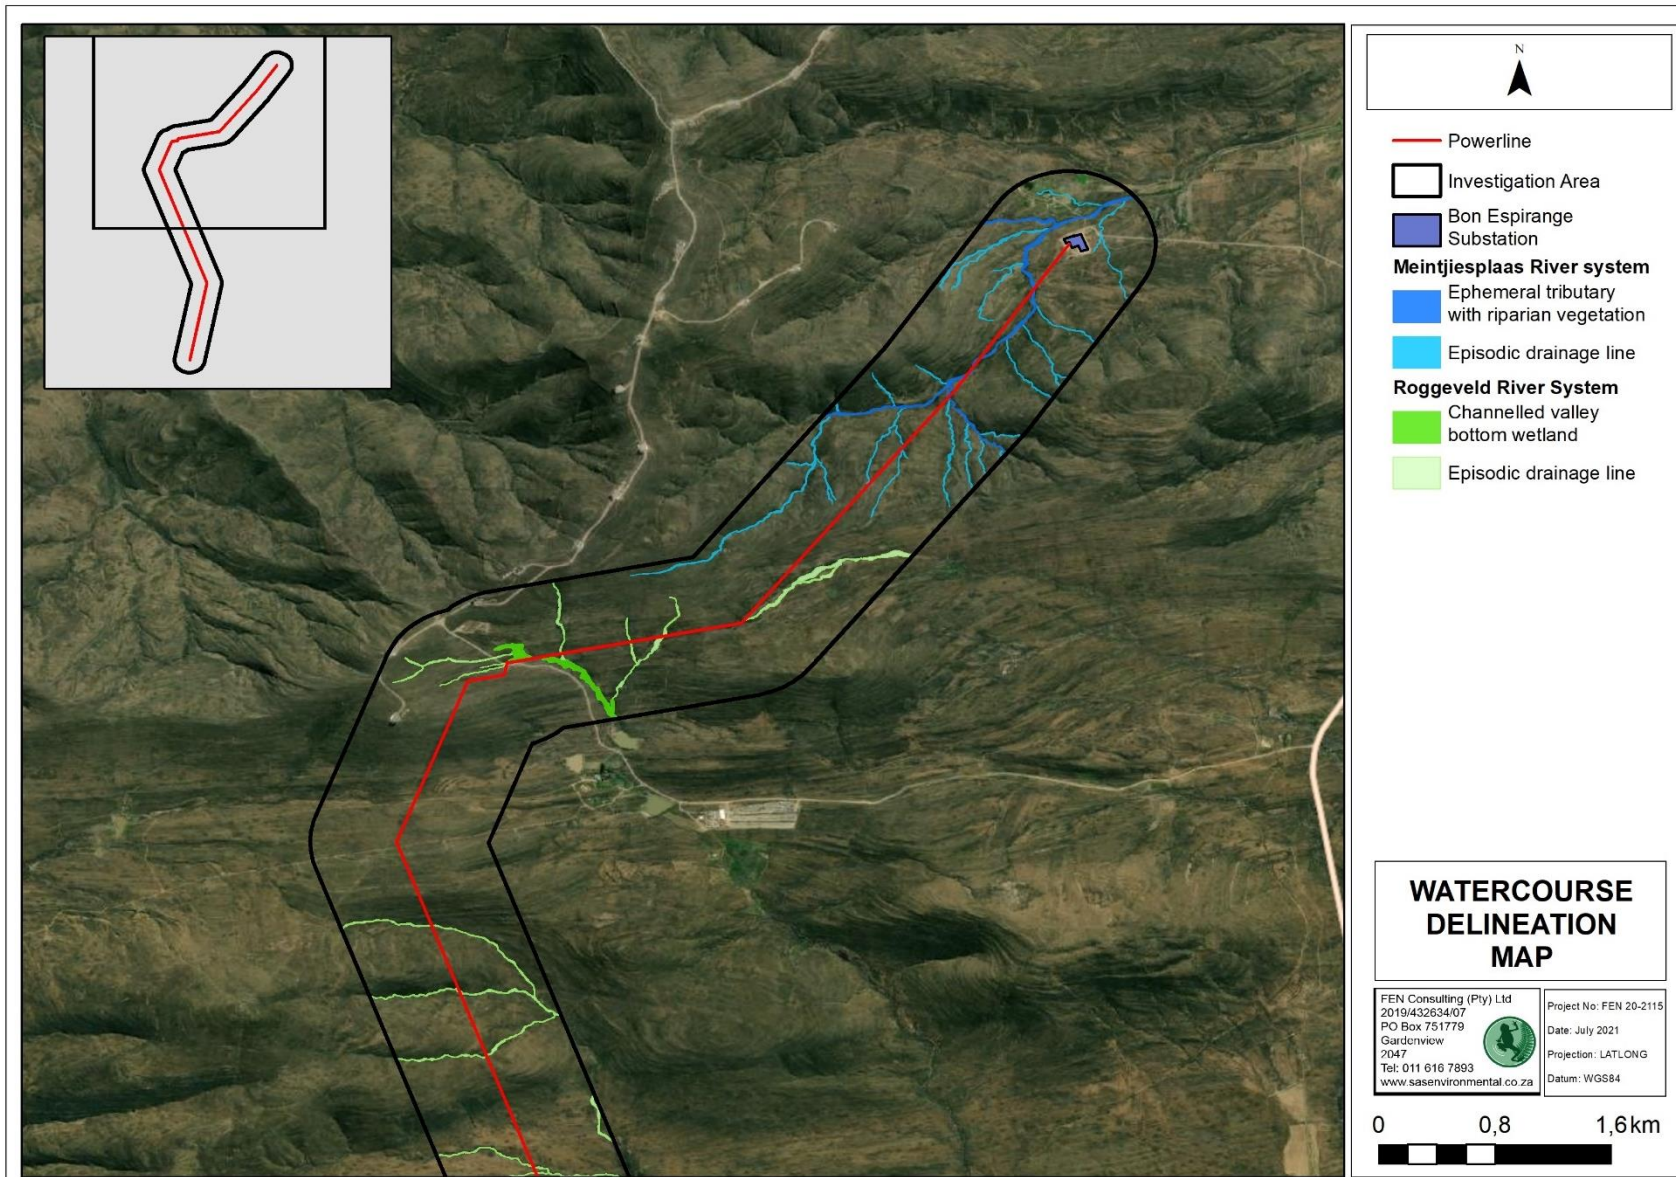 N
Powerline
Investigation Area
Bon Espirange
Substation
Meintjiesplaas River system
Ephemeral tributary
with riparian vegetation
Episodic drainage line
Roggeveld River System
Channelled valley
bottom wetland
Episodic drainage line
WATERCOURSE
DELINEATION
MAP
FEN Consulting (Pty) Ltd
2019/432634/07
PO Box 751779
Gardenview
2047
Tel: 011 616 7893
www.sasenvironmental.co.za
Project No: FEN 20-2115
Date: July 2021
Projection: LATLONG
Datum: WGS84
0 0,8 1,6 km